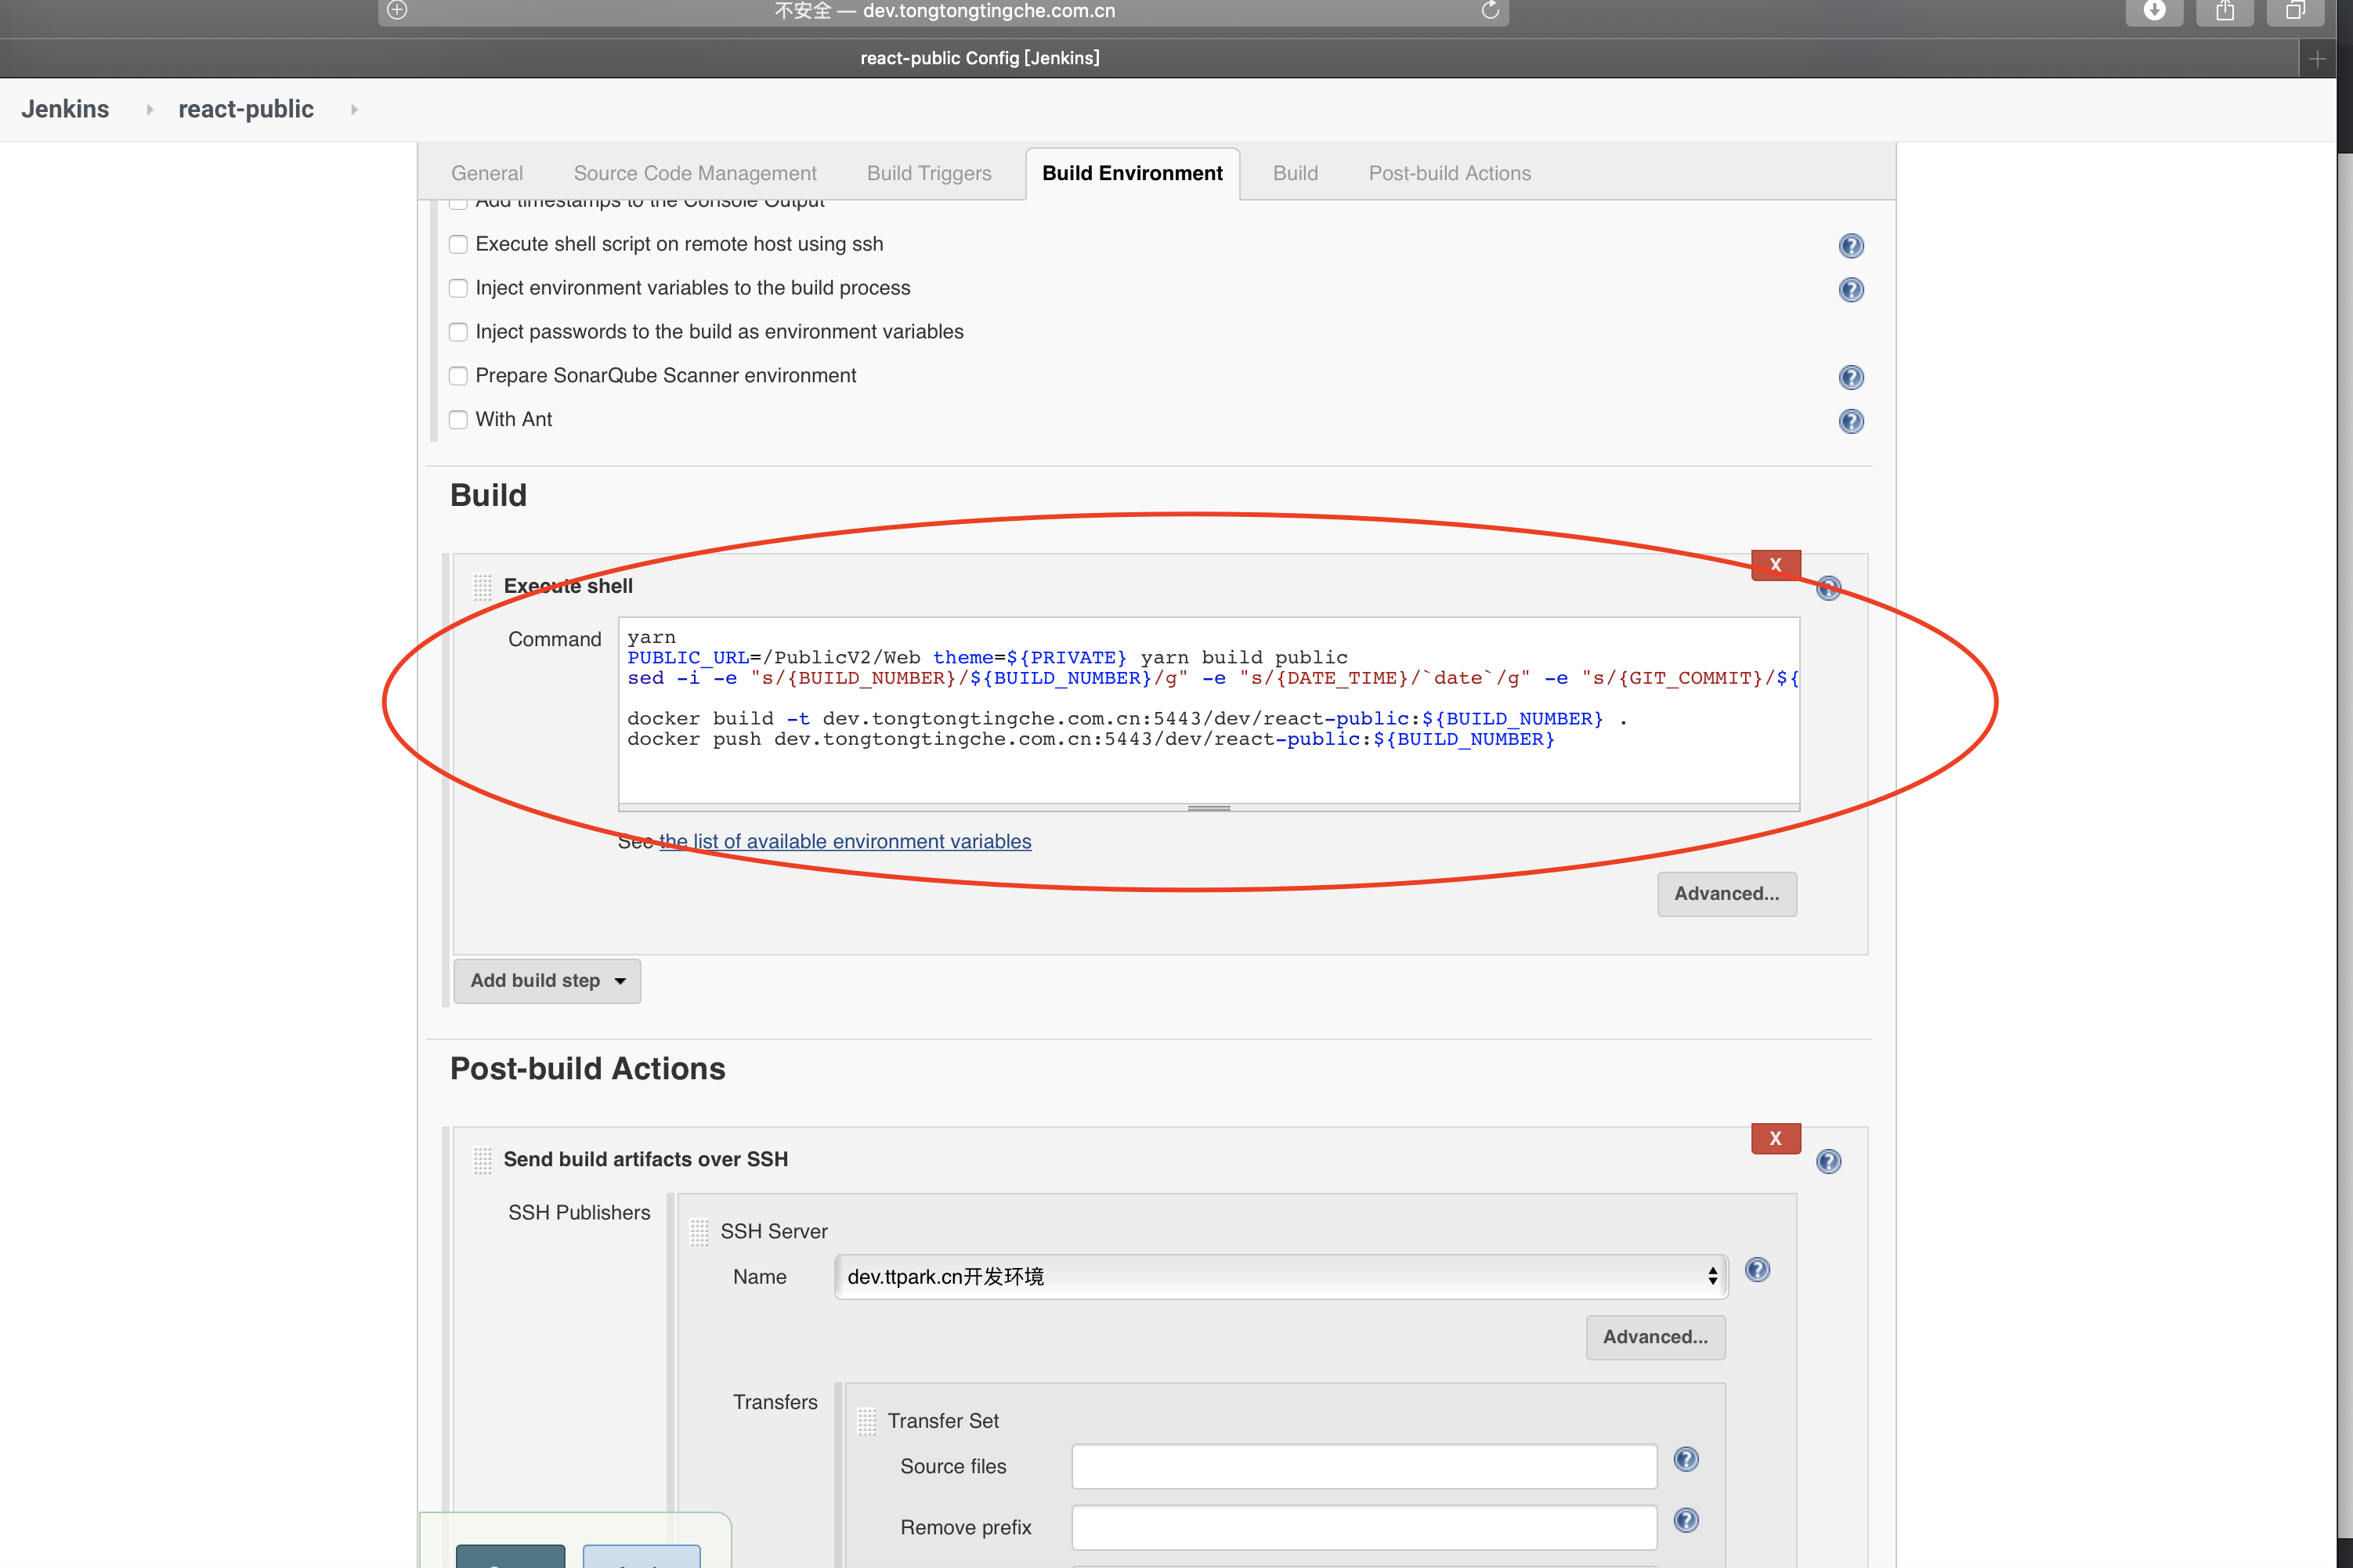 不安全 — dev.tongtongtingche.com.cn
react-public Config [Jenkins]
Jenkins react-public
General Source Code Management Build Triggers Build Environment Build Post-build Actions
Add timestamps to the Console Output
Execute shell script on remote host using ssh
Inject environment variables to the build process
Inject passwords to the build as environment variables
Prepare SonarQube Scanner environment
With Ant
Build
X
Execute shell
Command
yarn
PUBLIC_URL=/PublicV2/Web theme=${PRIVATE} yarn build public
sed -i -e "s/{BUILD_NUMBER}/${BUILD_NUMBER}/g" -e "s/{DATE_TIME}/`date`/g" -e "s/{GIT_COMMIT}/${
docker build -t dev.tongtongtingche.com.cn:5443/dev/react-public:${BUILD_NUMBER} .
docker push dev.tongtongtingche.com.cn:5443/dev/react-public:${BUILD_NUMBER}
See the list of available environment variables
Advanced...
Add build step
Post-build Actions
X
Send build artifacts over SSH
SSH Publishers
SSH Server
Name dev.ttpark.cn开发环境
Advanced...
Transfers
Transfer Set
Source files
Remove prefix